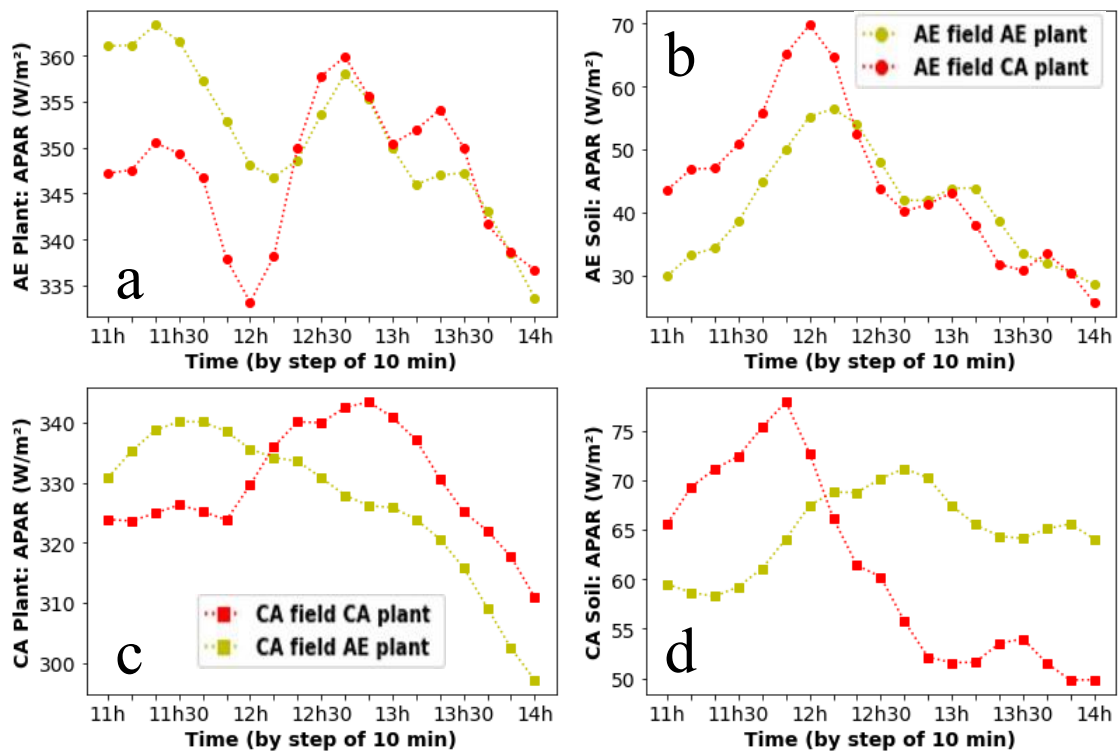 AE Plant: APAR (W/m²)
360
355
350
345
340
335
a
11h 11h30 12h 12h30 13h 13h30 14h
Time (by step of 10 min)
AE Soil: APAR (W/m²)
70
60
50
40
30
b
AE field AE plant
AE field CA plant
11h 11h30 12h 12h30 13h 13h30 14h
Time (by step of 10 min)
CA Plant: APAR (W/m²)
340
330
320
310
300
c
CA field CA plant
CA field AE plant
11h 11h30 12h 12h30 13h 13h30 14h
Time (by step of 10 min)
CA Soil: APAR (W/m²)
75
70
65
60
55
50
d
11h 11h30 12h 12h30 13h 13h30 14h
Time (by step of 10 min)